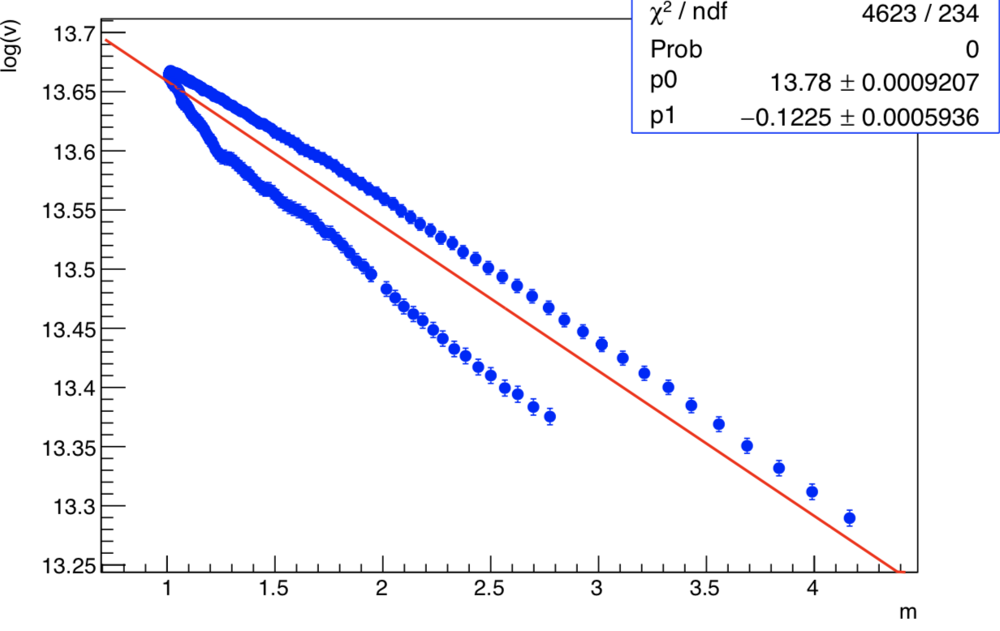 χ² / ndf 4623 / 234
Prob 0
p0 13.78 ± 0.0009207
p1 −0.1225 ± 0.0005936
log(v)
13.7
13.65
13.6
13.55
13.5
13.45
13.4
13.35
13.3
13.25
1 1.5 2 2.5 3 3.5 4
m